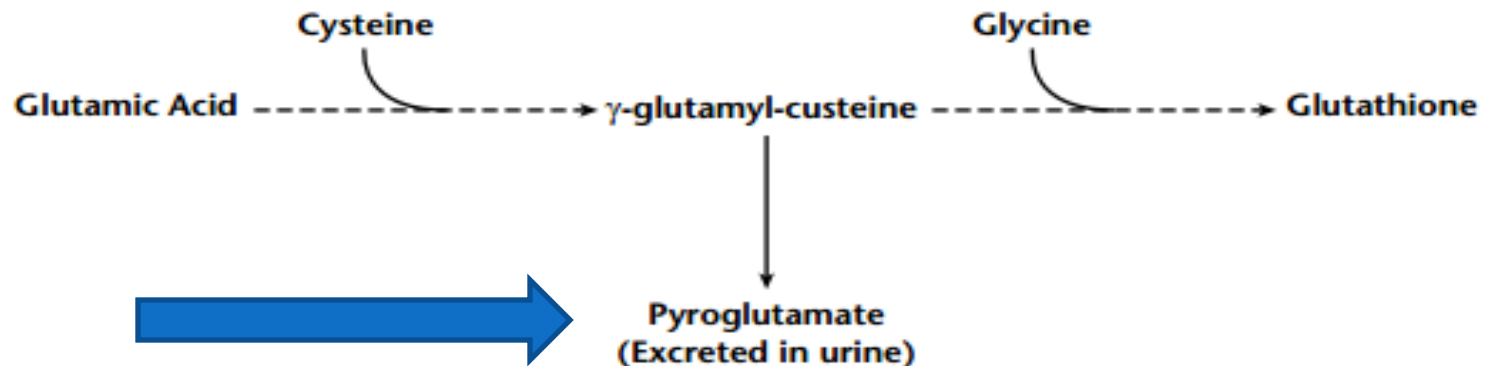 Cysteine
Glycine
Glutamic Acid
γ-glutamyl-custeine
Glutathione
Pyroglutamate
(Excreted in urine)